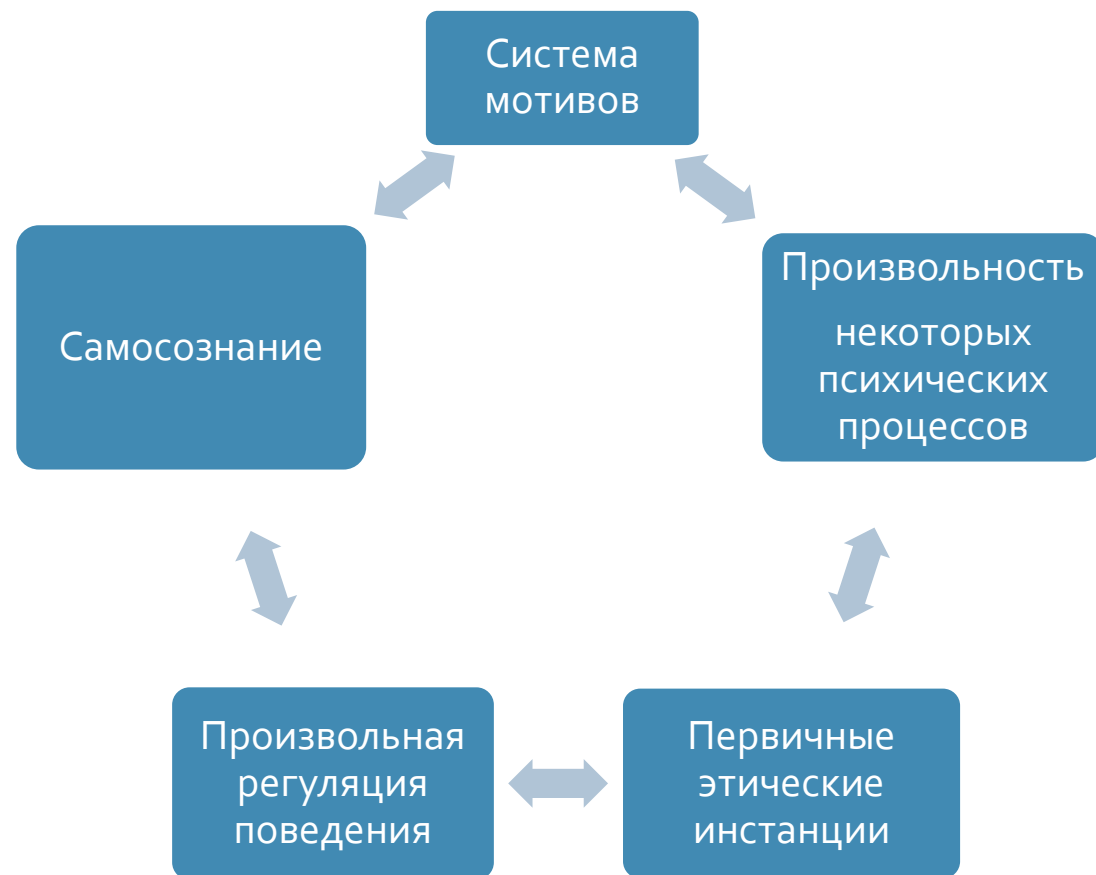 Система
мотивов
Самосознание
Произвольность
некоторых
психических
процессов
Произвольная
регуляция
поведения
Первичные
этические
инстанции